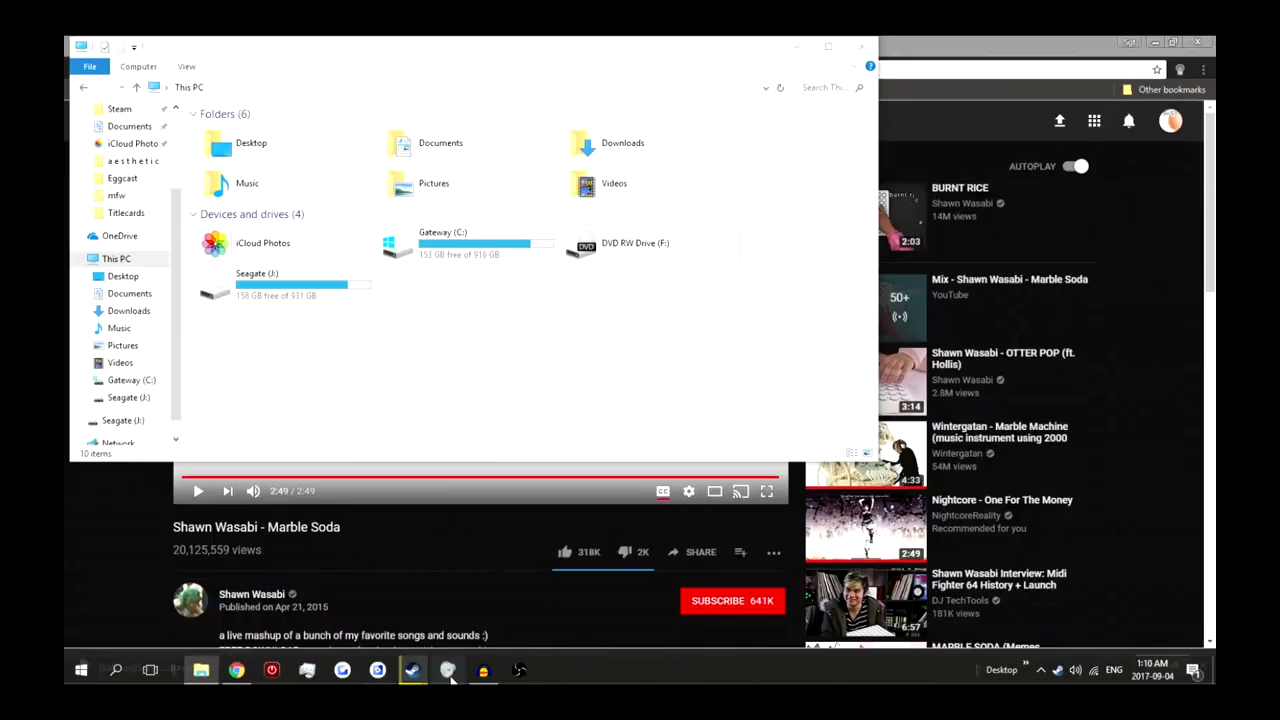 Sgt
File
Computer
View
This PC
Search Thi...
Other bookmarks
Steam
Documents
iCloud Photo
a e s t h e t i c
Eggcast
mfw
Titlecards
OneDrive
This PC
Desktop
Documents
Downloads
Music
Pictures
Videos
Gateway (C:)
Seagate (J:)
Seagate (J:)
Network
Folders (6)
Desktop
Documents
Downloads
Music
Pictures
Videos
Devices and drives (4)
iCloud Photos
Gateway (C:)
153 GB free of 916 GB
DVD
DVD RW Drive (F:)
Seagate (J:)
158 GB free of 931 GB
10 items
AUTOPLAY
2:03
BURNT RICE
Shawn Wasabi
14M views
50+
Mix - Shawn Wasabi - Marble Soda
YouTube
3:14
Shawn Wasabi - OTTER POP (ft.
Hollis)
Shawn Wasabi
2.8M views
4:33
Wintergatan - Marble Machine
(music instrument using 2000
Wintergatan
54M views
2:49
Nightcore - One For The Money
NightcoreReality
Recommended for you
6:57
Shawn Wasabi Interview: Midi
Fighter 64 History + Launch
DJ TechTools
181K views
MARBLE SODA (Memes
2:49 / 2:49
CC
Shawn Wasabi - Marble Soda
20,125,559 views
318K
2K
SHARE
Shawn Wasabi
Published on Apr 21, 2015
SUBSCRIBE 641K
a live mashup of a bunch of my favorite songs and sounds :)
Desktop
ENG
1:10 AM
2017-09-04
1